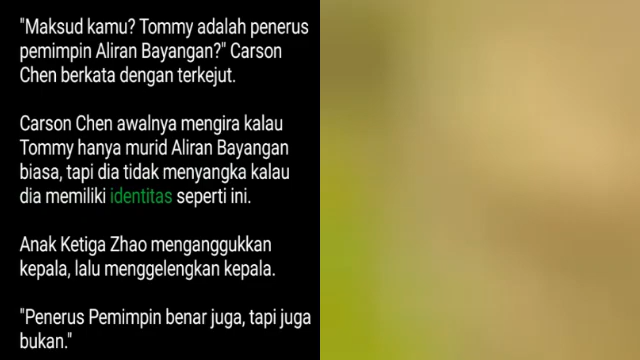 "Maksud kamu? Tommy adalah penerus
pemimpin Aliran Bayangan?" Carson
Chen berkata dengan terkejut.
Carson Chen awalnya mengira kalau
Tommy hanya murid Aliran Bayangan
biasa, tapi dia tidak menyangka kalau
dia memiliki identitas seperti ini.
Anak Ketiga Zhao menganggukkan
kepala, lalu menggelengkan kepala.
"Penerus Pemimpin benar juga, tapi juga
bukan."